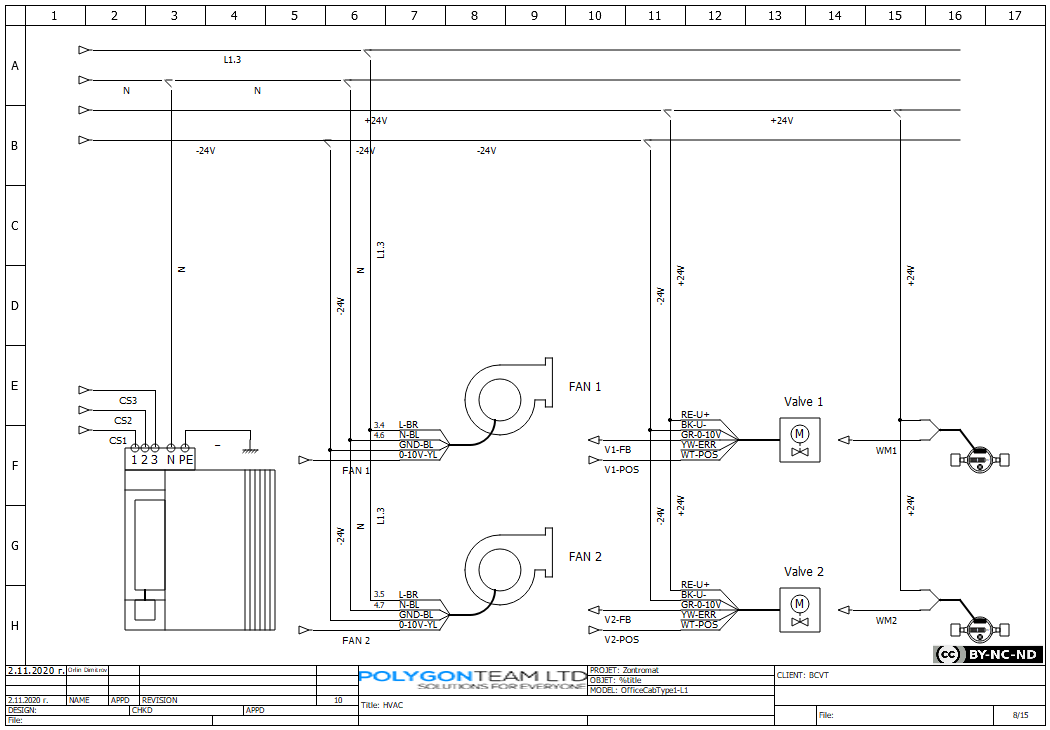 1 2 3 4 5 6 7 8 9 10 11 12 13 14 15 16 17
A
L1.3
N N
+24V +24V
B
-24V -24V -24V
C
L1.3
N N +24V +24V
D
-24V -24V
E
FAN 1
CS3
Valve 1
CS2
CS1
3.4 L-BR
4.6 N-BL
GND-BL
0-10V-YL
FAN 1
RE-U+
BK-U-
GR-0-10V
YW-ERR
WT-POS
V1-FB
V1-POS
M
WM1
F
1 2 3 N PE
L1.3
N
-24V
+24V
-24V
+24V
G
FAN 2
Valve 2
3.5 L-BR
4.7 N-BL
GND-BL
0-10V-YL
FAN 2
RE-U+
BK-U-
GR-0-10V
YW-ERR
WT-POS
V2-FB
V2-POS
M
WM2
H
cc BY-NC-ND
2.11.2020 г. Orlin Dimitrov
2.11.2020 г. NAME APPD REVISION 10
DESIGN: CHKD APPD
File:
POLYGONTEAM LTD
SOLUTIONS FOR EVERYONE
Title: HVAC
PROJET: Zontromat
OBJET: %title
MODEL: OfficeCabType1-L1
CLIENT: BCVT
File: 8/15